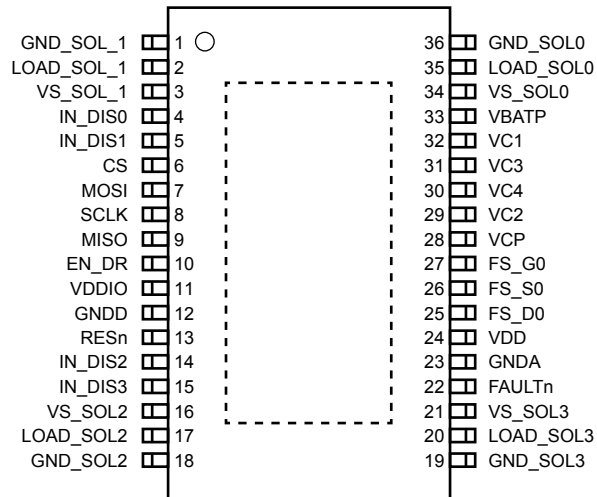 GND_SOL_1 1 36 GND_SOL0
LOAD_SOL_1 2 35 LOAD_SOL0
VS_SOL_1 3 34 VS_SOL0
IN_DIS0 4 33 VBATP
IN_DIS1 5 32 VC1
CS 6 31 VC3
MOSI 7 30 VC4
SCLK 8 29 VC2
MISO 9 28 VCP
EN_DR 10 27 FS_G0
VDDIO 11 26 FS_S0
GNDD 12 25 FS_D0
RESn 13 24 VDD
IN_DIS2 14 23 GNDA
IN_DIS3 15 22 FAULTn
VS_SOL2 16 21 VS_SOL3
LOAD_SOL2 17 20 LOAD_SOL3
GND_SOL2 18 19 GND_SOL3